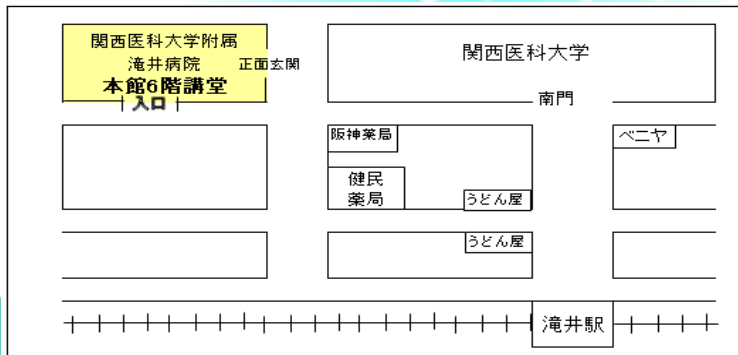 関西医科大学附属
滝井病院
正面玄関
本館6階講堂
入口
関西医科大学
南門
阪神薬局
健民
薬局
うどん屋
ベニヤ
うどん屋
滝井駅